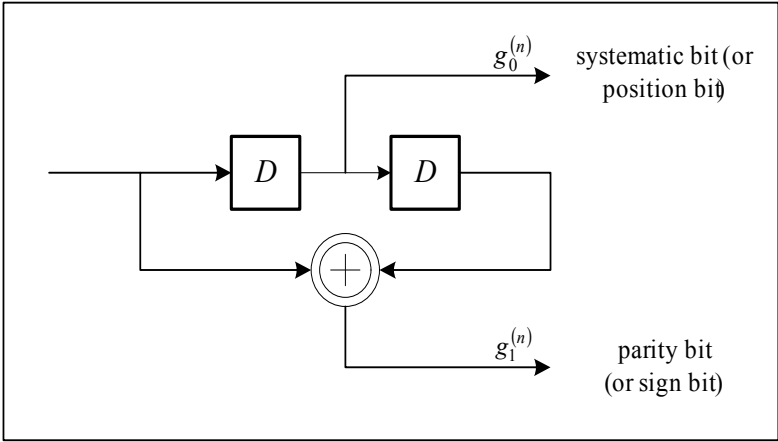 g₀⁽ⁿ⁾
systematic bit (or
position bit)
D
D
+
g₁⁽ⁿ⁾
parity bit
(or sign bit)